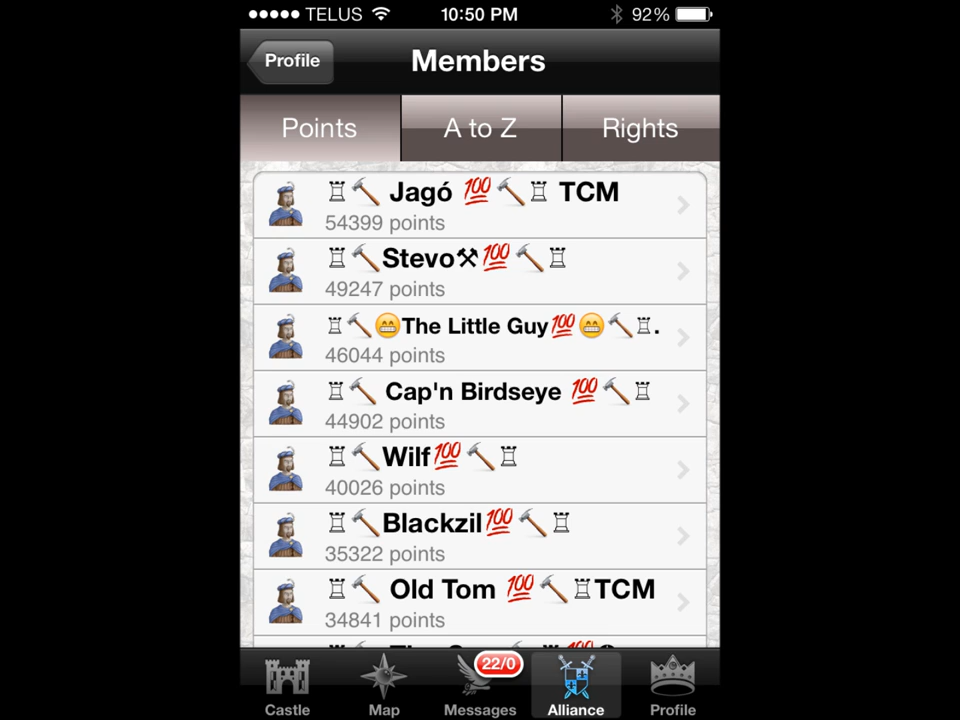 TELUS 10:50 PM 92%
Profile Members
Points A to Z Rights
♖🔨 Jagó 💯🔨♖ TCM
54399 points
♖🔨Stevo⚒💯🔨♖
49247 points
♖🔨😁The Little Guy💯😁🔨♖.
46044 points
♖🔨 Cap'n Birdseye 💯🔨♖
44902 points
♖🔨Wilf💯🔨♖
40026 points
♖🔨Blackzil💯🔨♖
35322 points
♖🔨 Old Tom 💯🔨♖TCM
34841 points
22/0
Castle Map Messages Alliance Profile